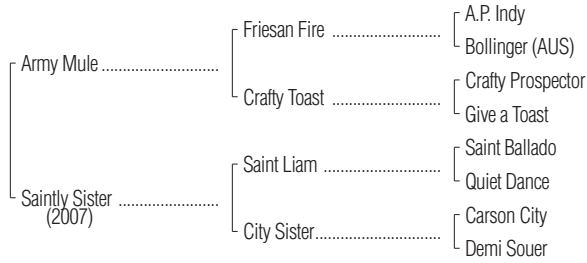 A.P. Indy
Friesan Fire ........................
Bollinger (AUS)
Army Mule ..........................
Crafty Prospector
Crafty Toast ........................
Give a Toast
Saint Ballado
Saint Liam ..........................
Quiet Dance
Saintly Sister ......................
(2007)
Carson City
City Sister...........................
Demi Souer